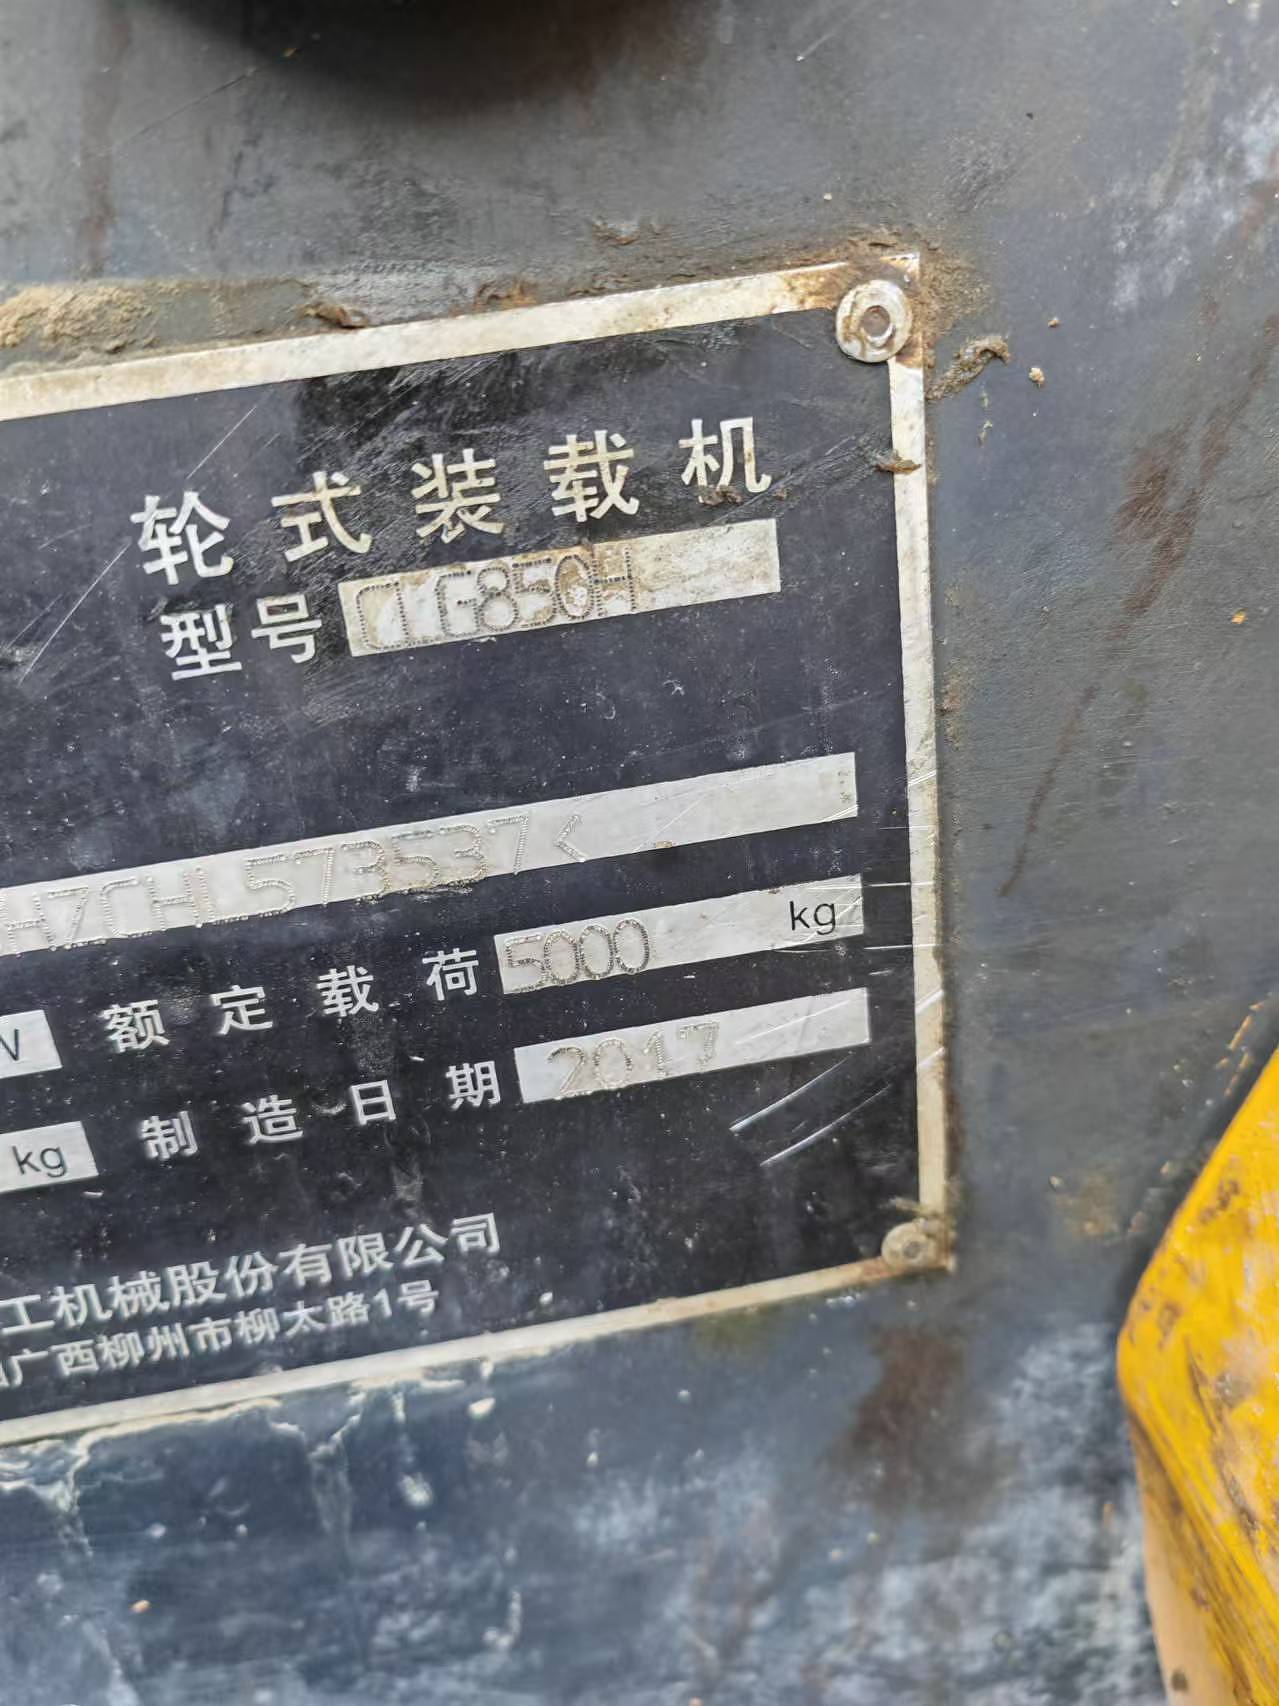 轮式装载机
型号 CLG856H
H7CHL573537<
额定载荷 5000 kg
制造日期 2017
kg
工机械股份有限公司
广西柳州市柳太路1号